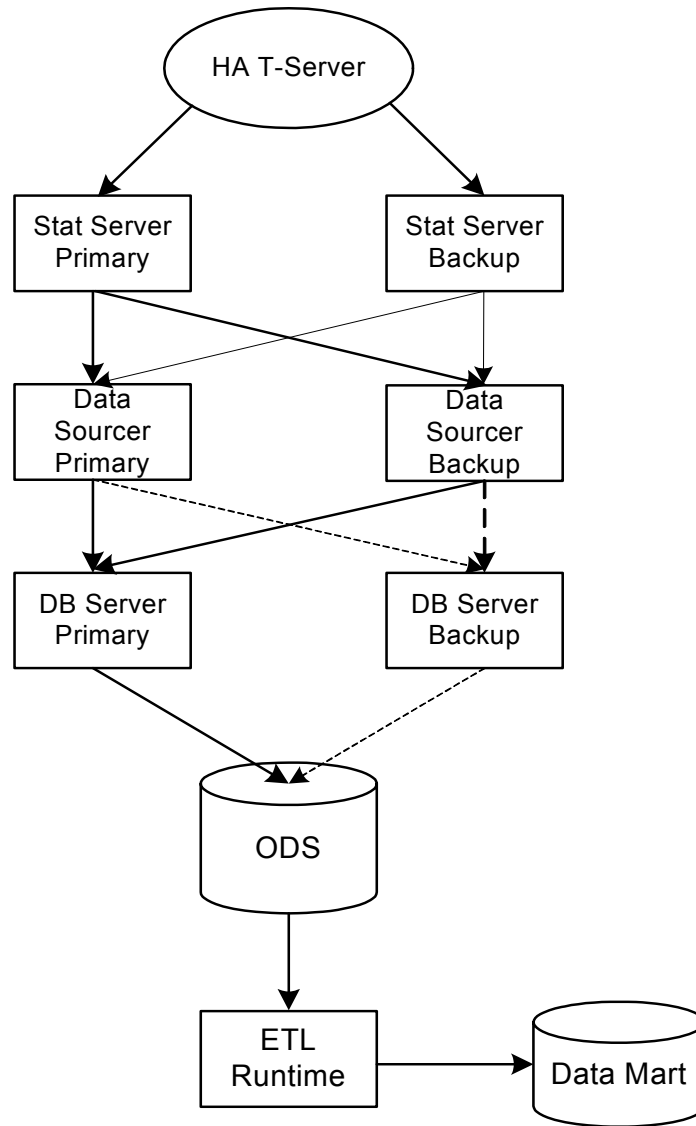 HA T-Server
Stat Server
Primary
Stat Server
Backup
Data
Sourcer
Primary
Data
Sourcer
Backup
DB Server
Primary
DB Server
Backup
ODS
ETL
Runtime
Data Mart